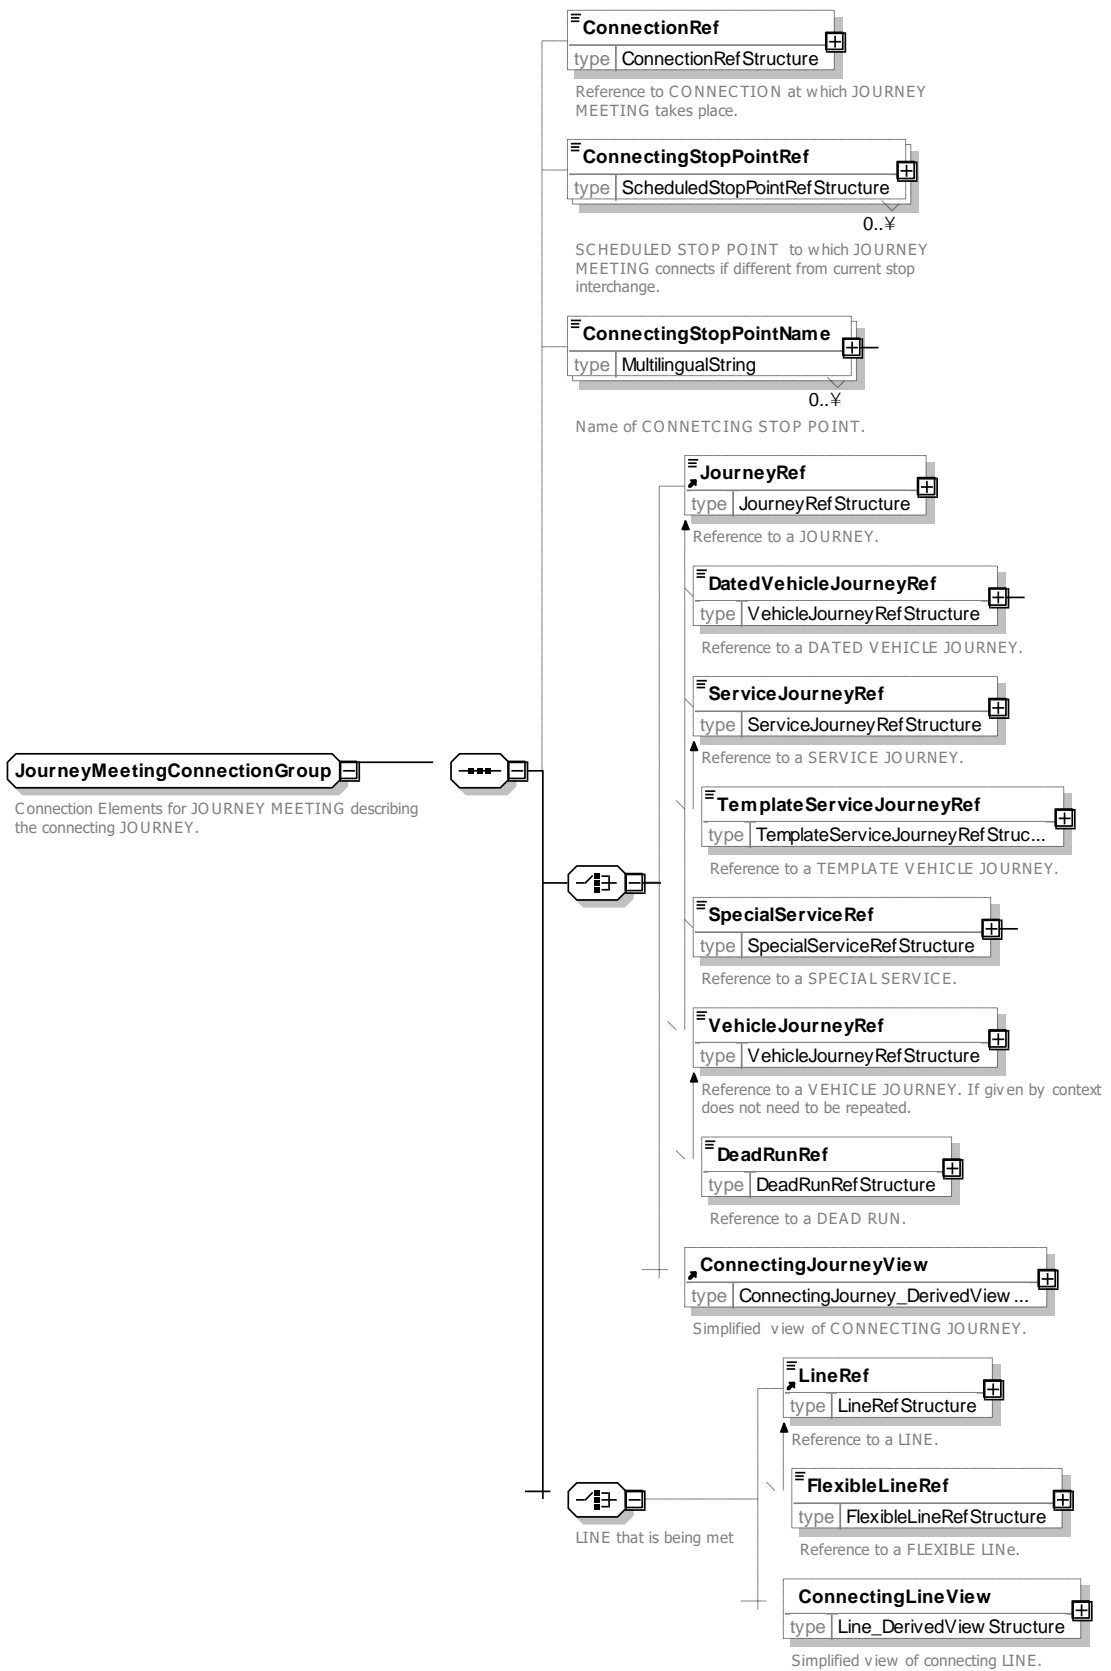 ConnectionRef
type ConnectionRefStructure
Reference to CONNECTION at which JOURNEY
MEETING takes place.
ConnectingStopPointRef
type ScheduledStopPointRefStructure
0..¥
SCHEDULED STOP POINT to which JOURNEY
MEETING connects if different from current stop
interchange.
ConnectingStopPointName
type MultilingualString
0..¥
Name of CONNETCING STOP POINT.
JourneyRef
type JourneyRefStructure
Reference to a JOURNEY.
DatedVehicleJourneyRef
type VehicleJourneyRefStructure
Reference to a DATED VEHICLE JOURNEY.
ServiceJourneyRef
type ServiceJourneyRefStructure
Reference to a SERVICE JOURNEY.
JourneyMeetingConnectionGroup
Connection Elements for JOURNEY MEETING describing
the connecting JOURNEY.
TemplateServiceJourneyRef
type TemplateServiceJourneyRefStruc...
Reference to a TEMPLATE VEHICLE JOURNEY.
SpecialServiceRef
type SpecialServiceRefStructure
Reference to a SPECIAL SERVICE.
VehicleJourneyRef
type VehicleJourneyRefStructure
Reference to a VEHICLE JOURNEY. If given by context
does not need to be repeated.
DeadRunRef
type DeadRunRefStructure
Reference to a DEAD RUN.
ConnectingJourneyView
type ConnectingJourney_DerivedView ...
Simplified view of CONNECTING JOURNEY.
LineRef
type LineRefStructure
Reference to a LINE.
FlexibleLineRef
type FlexibleLineRefStructure
LINE that is being met
Reference to a FLEXIBLE LINe.
ConnectingLineView
type Line_DerivedView Structure
Simplified view of connecting LINE.